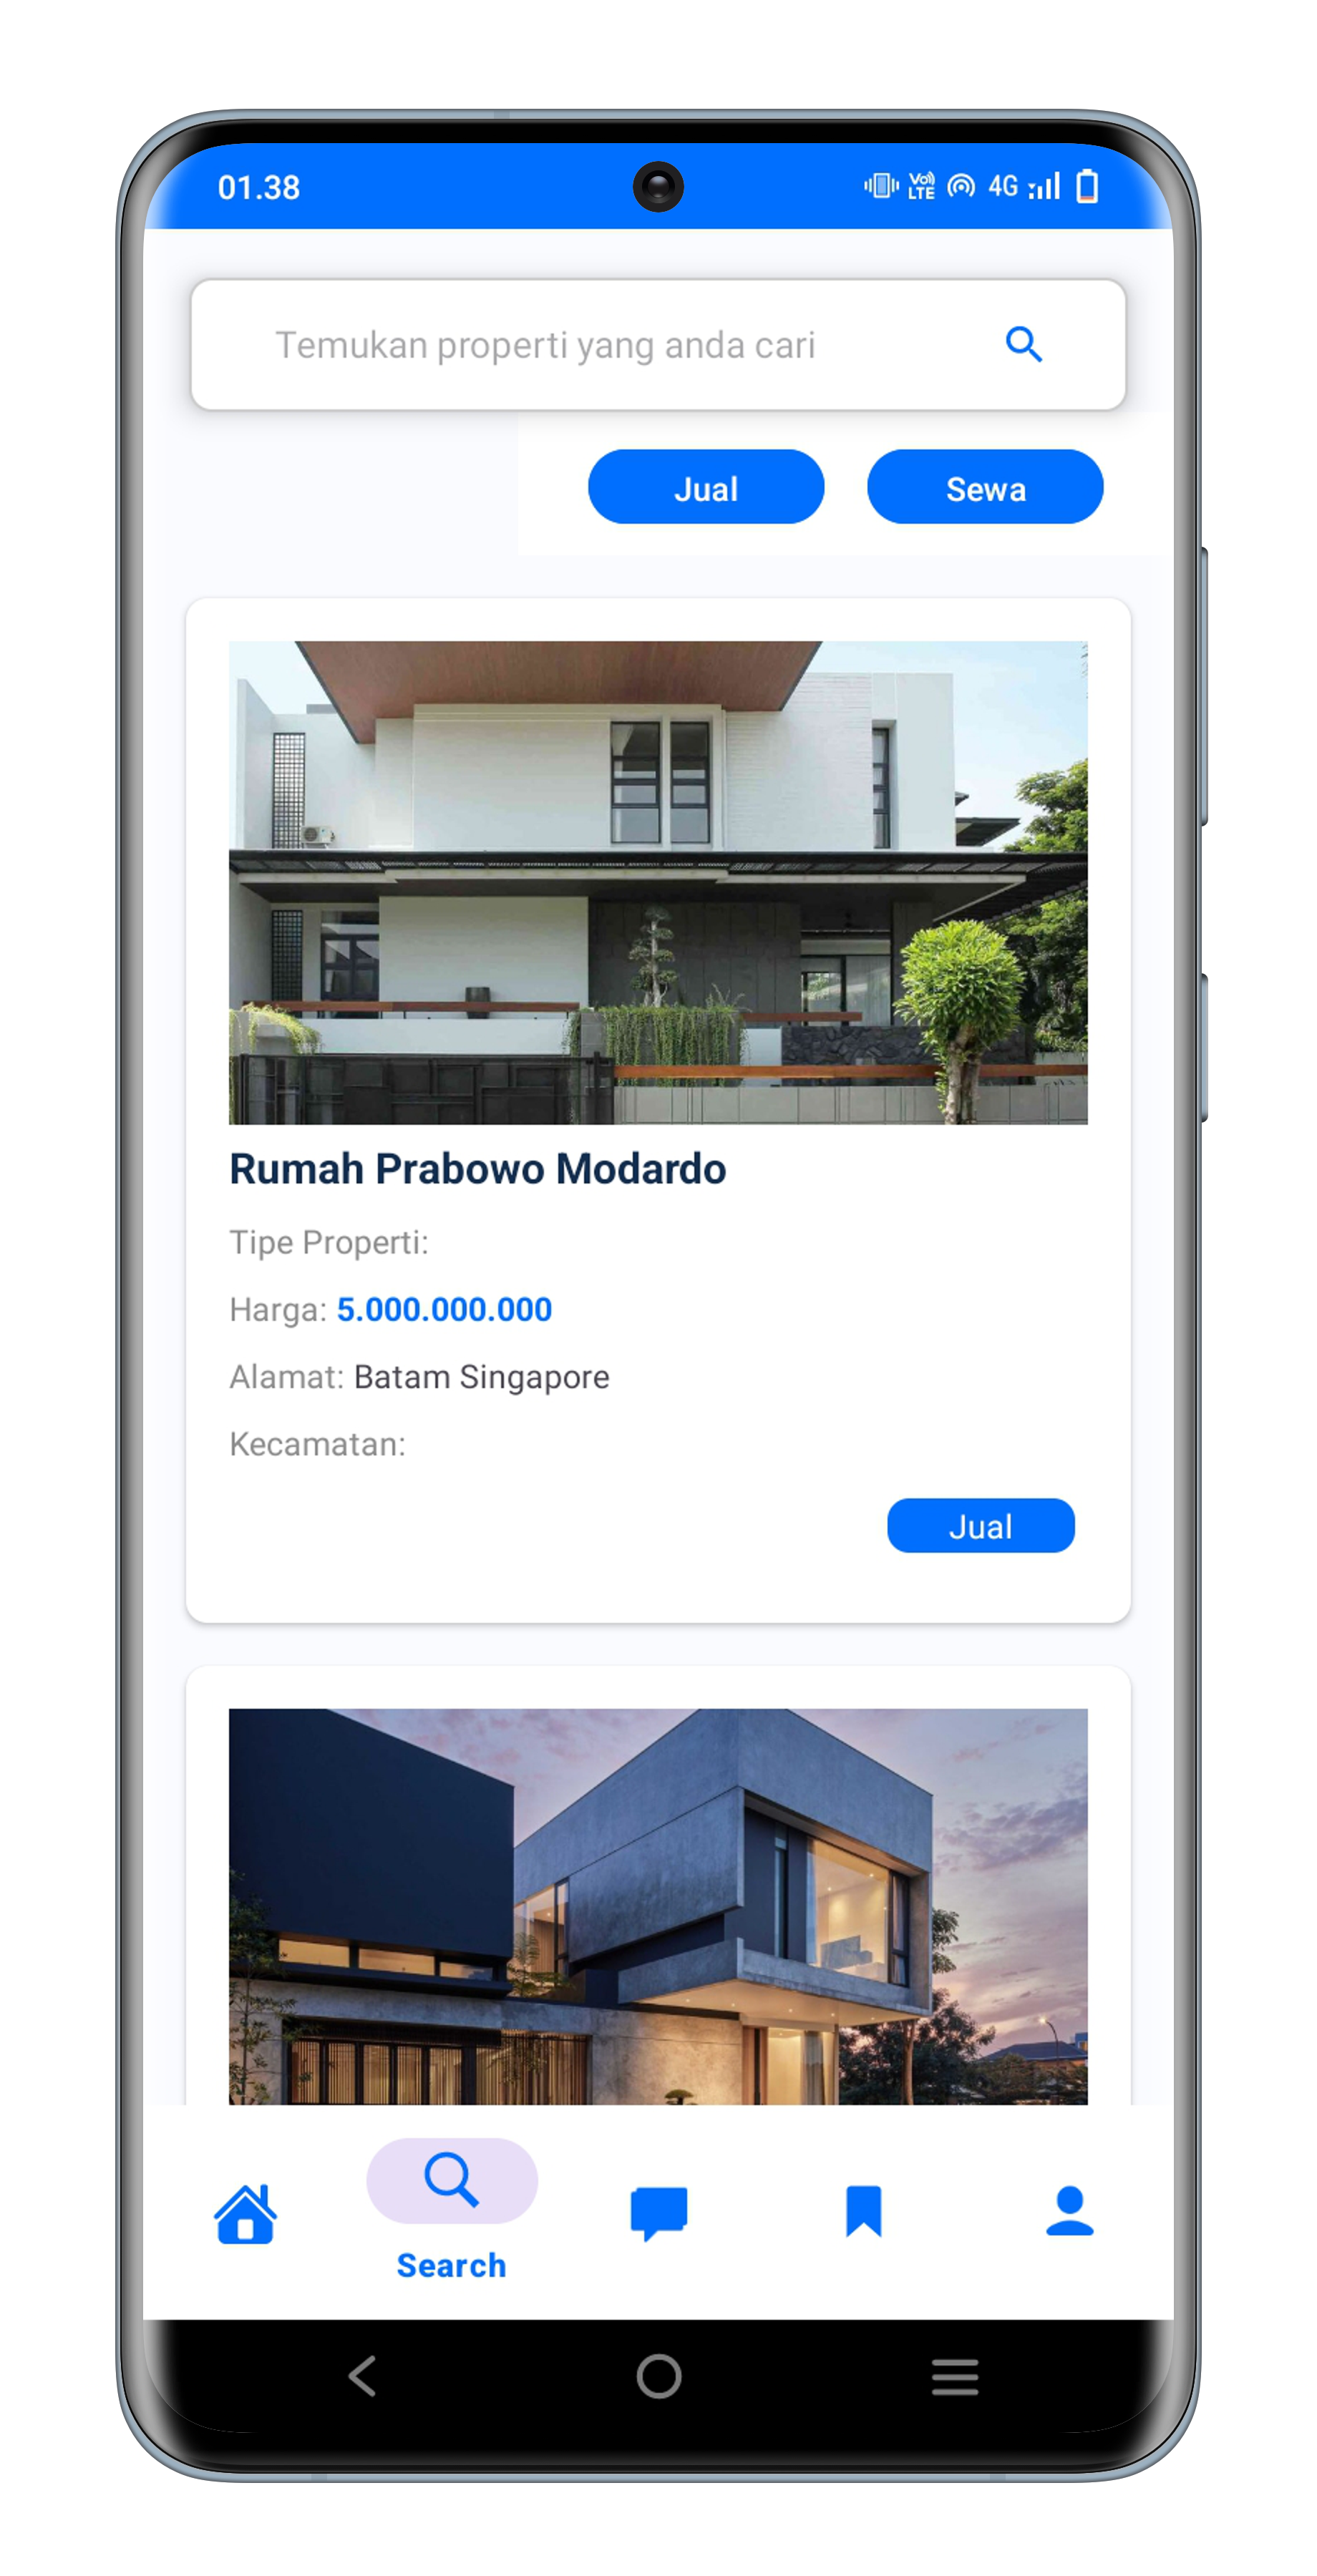 01.38
Vo) LTE 4G
Temukan properti yang anda cari
Jual Sewa
Rumah Prabowo Modardo
Tipe Properti:
Harga: 5.000.000.000
Alamat: Batam Singapore
Kecamatan:
Jual
Search